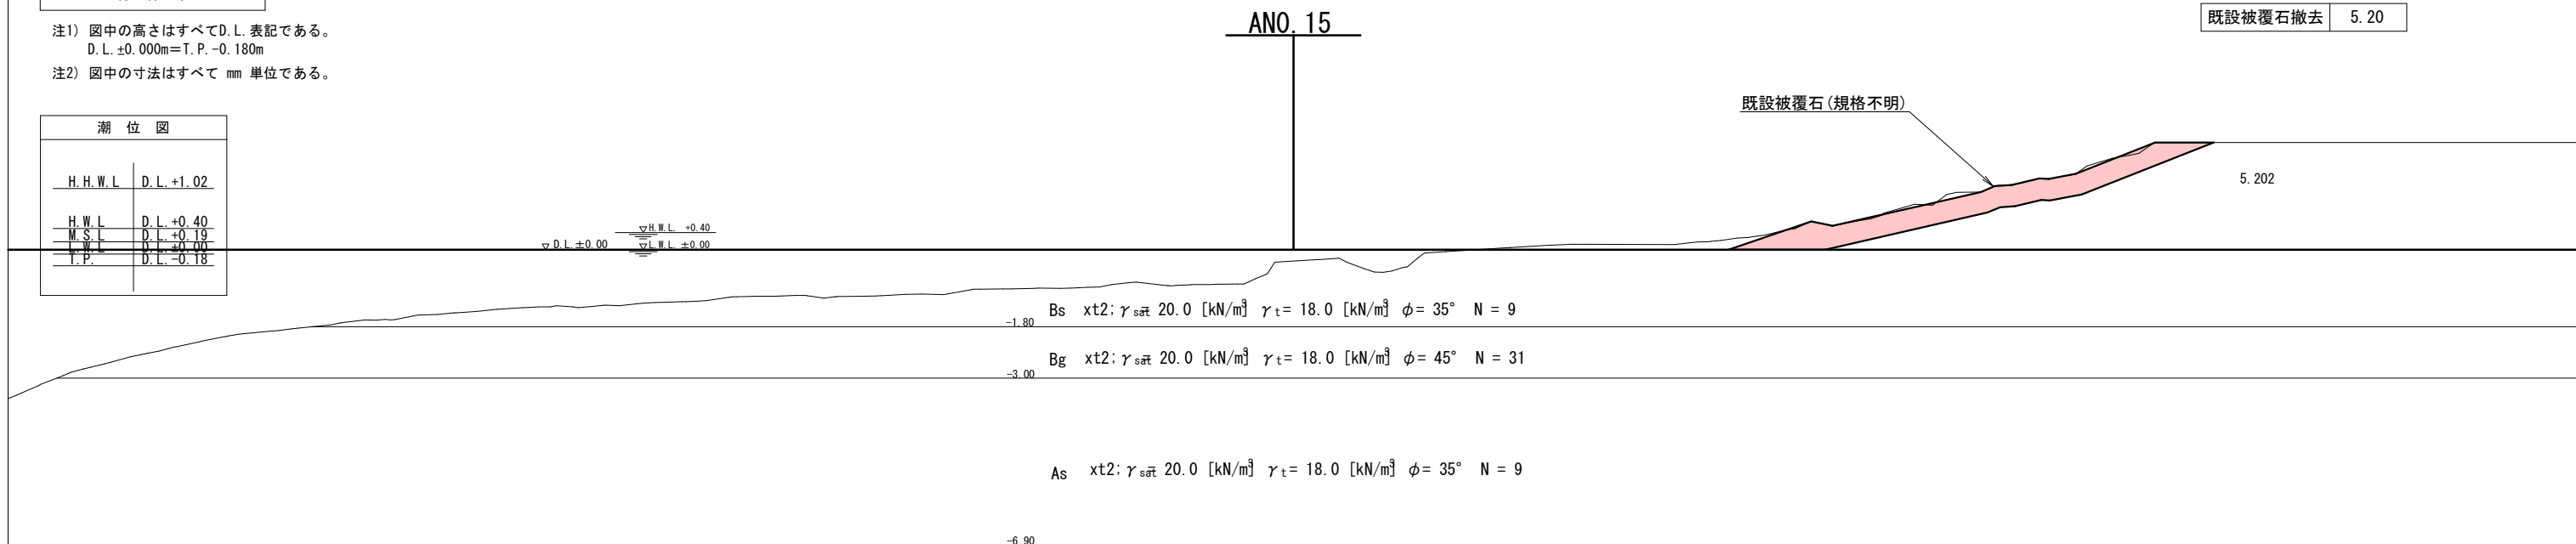 注1) 図中の高さはすべてD.L.表記である。
D.L.±0.000m=T.P.-0.180m
注2) 図中の寸法はすべて mm 単位である。
ANO.15
既設被覆石撤去 5.20
既設被覆石(規格不明)
潮 位 図
H.H.W.L D.L.+1.02
H.W.L D.L.+0.40
M.S.L D.L.+0.19
L.W.L D.L.±0.00
T.P. D.L.-0.18
▽D.L.±0.00
▽H.W.L. +0.40
▽L.W.L. ±0.00
5.202
Bs xt2;γsat= 20.0 [kN/m3] γt= 18.0 [kN/m3] φ= 35° N = 9
-1.80
Bg xt2;γsat= 20.0 [kN/m3] γt= 18.0 [kN/m3] φ= 45° N = 31
-3.00
As xt2;γsat= 20.0 [kN/m3] γt= 18.0 [kN/m3] φ= 35° N = 9
-6.90